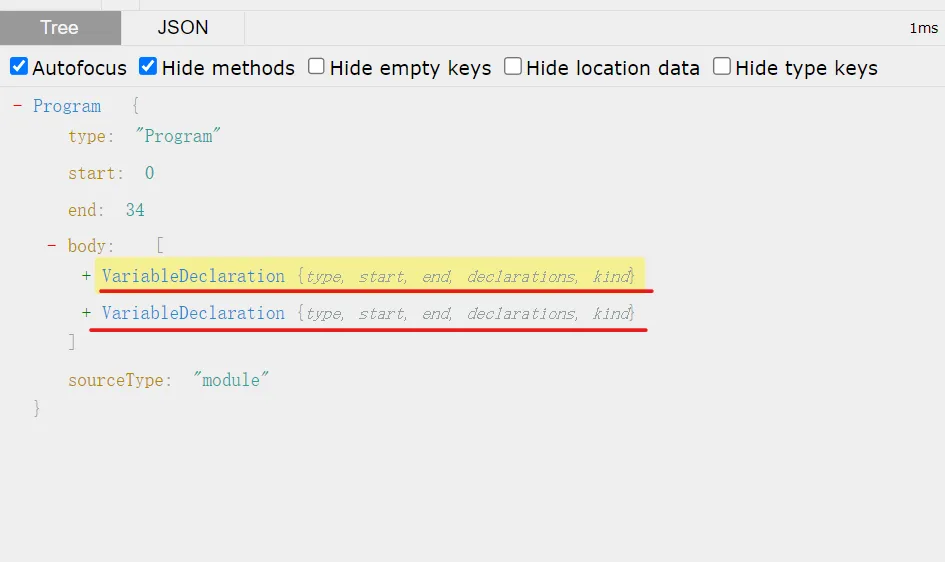 Tree JSON 1ms
Autofocus Hide methods Hide empty keys Hide location data Hide type keys
- Program {
type: "Program"
start: 0
end: 34
- body: [
+ VariableDeclaration {type, start, end, declarations, kind}
+ VariableDeclaration {type, start, end, declarations, kind}
]
sourceType: "module"
}